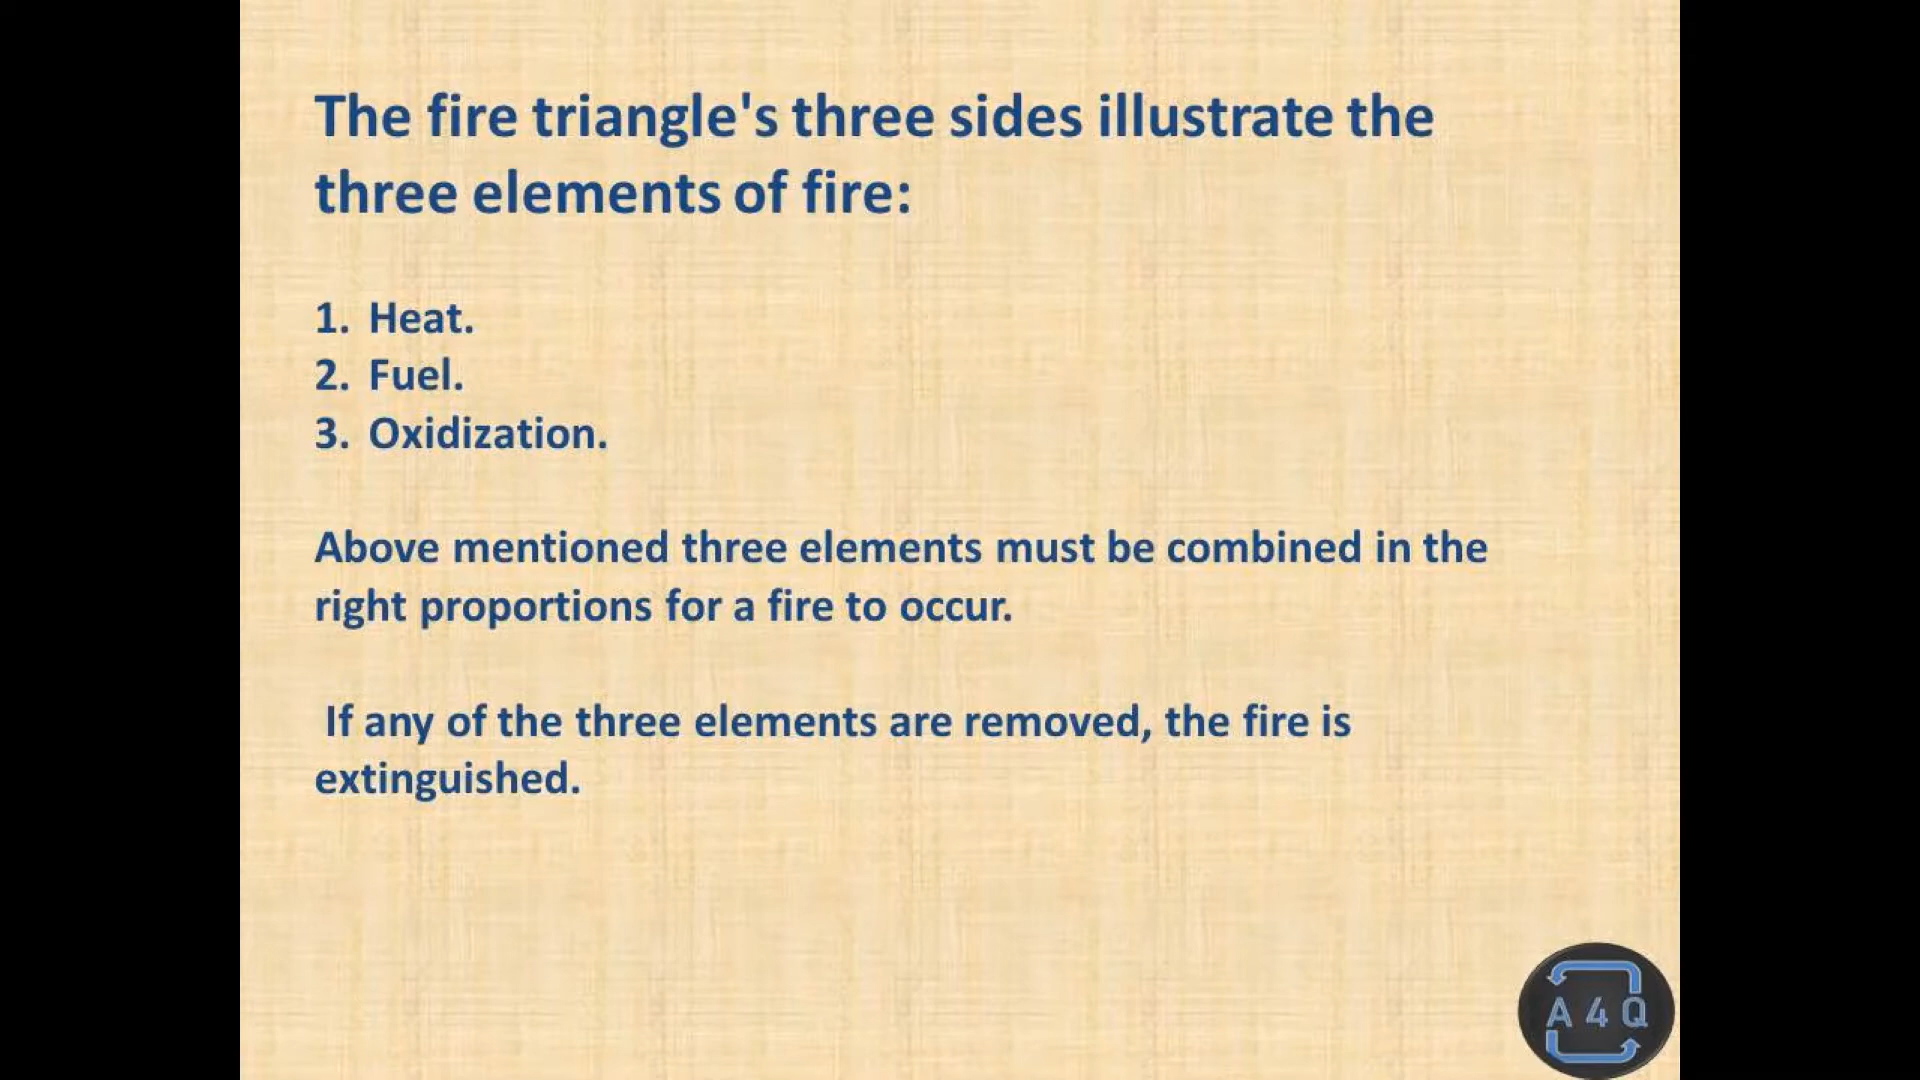 The fire triangle's three sides illustrate the
three elements of fire:
1. Heat.
2. Fuel.
3. Oxidization.
Above mentioned three elements must be combined in the
right proportions for a fire to occur.
If any of the three elements are removed, the fire is
extinguished.
A 4 Q